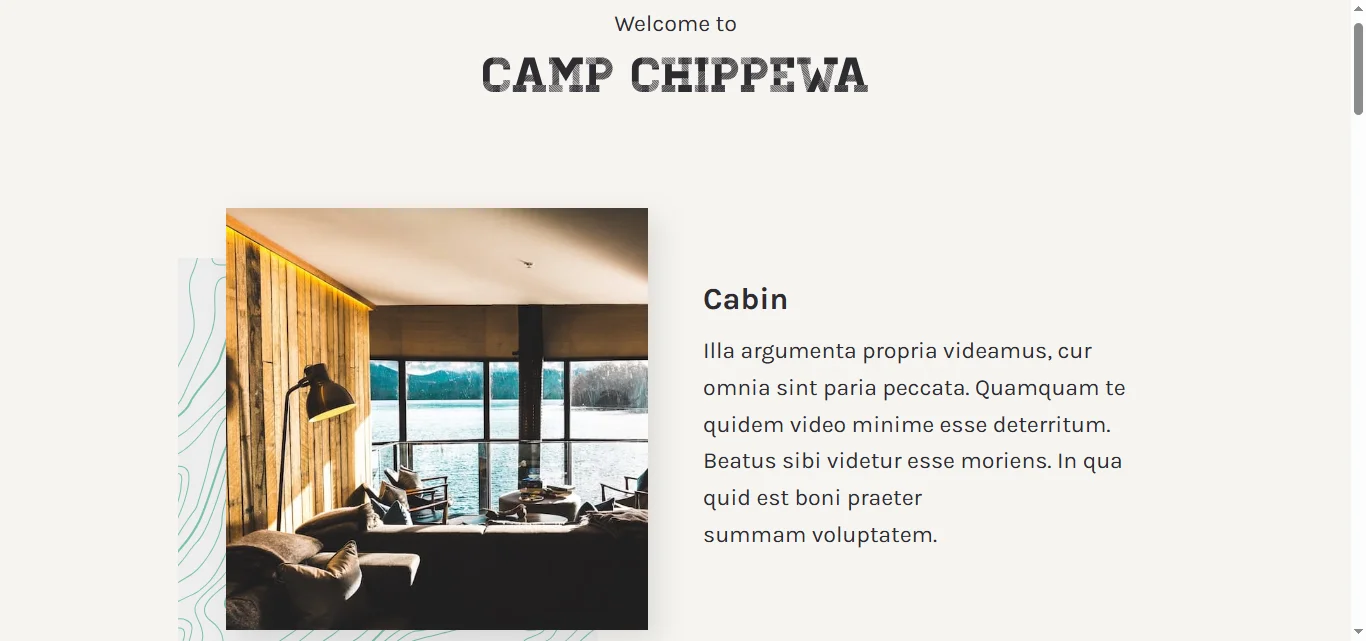 Welcome to
CAMP CHIPPEWA
Cabin
Illa argumenta propria videamus, cur
omnia sint paria peccata. Quamquam te
quidem video minime esse deterritum.
Beatus sibi videtur esse moriens. In qua
quid est boni praeter
summam voluptatem.